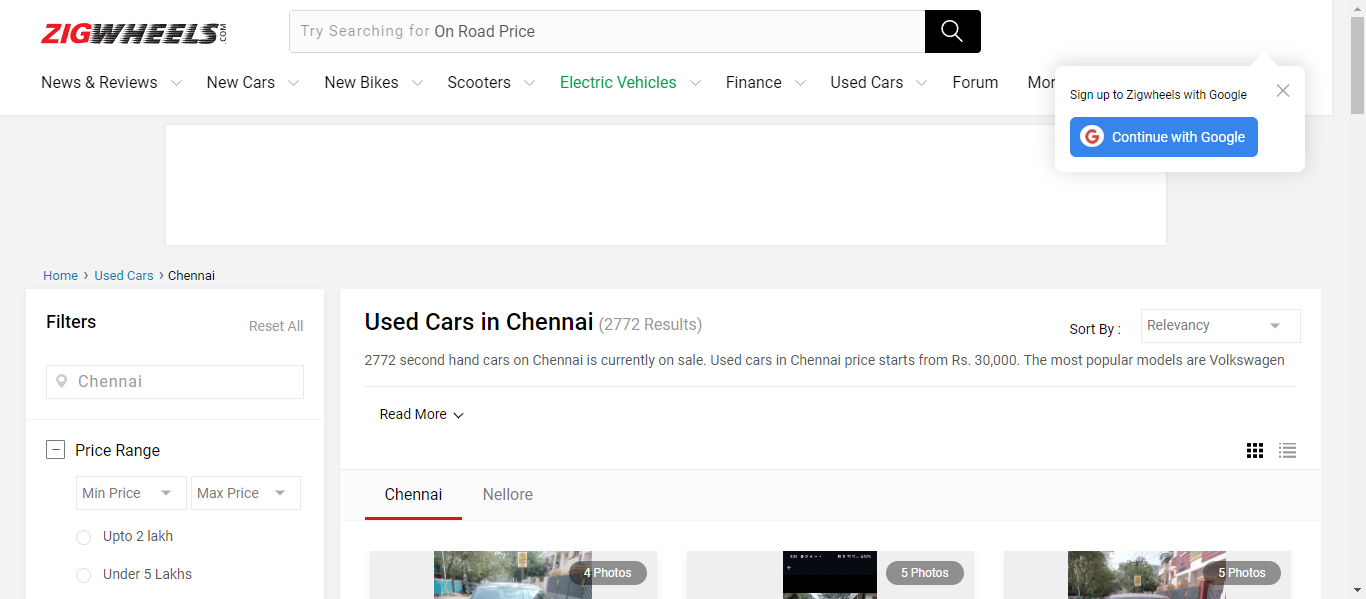 ZIGWHEELS.COM
Try Searching for On Road Price
News & Reviews
New Cars
New Bikes
Scooters
Electric Vehicles
Finance
Used Cars
Forum
Mor
Sign up to Zigwheels with Google
Continue with Google
Home › Used Cars › Chennai
Filters
Reset All
Chennai
Price Range
Min Price
Max Price
Upto 2 lakh
Under 5 Lakhs
Used Cars in Chennai (2772 Results)
Sort By :
Relevancy
2772 second hand cars on Chennai is currently on sale. Used cars in Chennai price starts from Rs. 30,000. The most popular models are Volkswagen
Read More
Chennai
Nellore
4 Photos
5 Photos
5 Photos